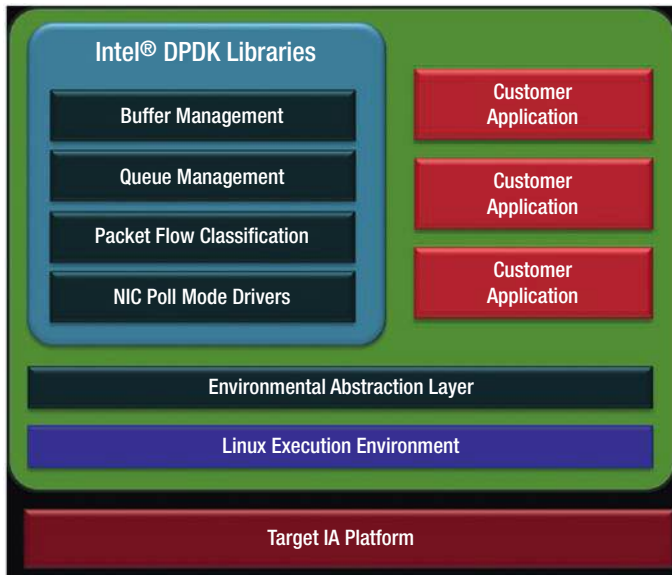 Intel® DPDK Libraries
Buffer Management
Queue Management
Packet Flow Classification
NIC Poll Mode Drivers
Customer
Application
Customer
Application
Customer
Application
Environmental Abstraction Layer
Linux Execution Environment
Target IA Platform